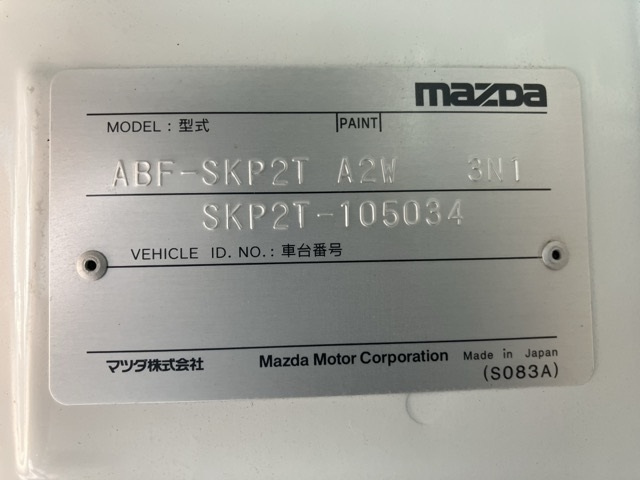 mazda
MODEL : 型式 PAINT
ABF-SKP2T A2W 3N1
SKP2T-105034
VEHICLE ID. NO. : 車台番号
マツダ株式会社 Mazda Motor Corporation Made in Japan
(S083A)